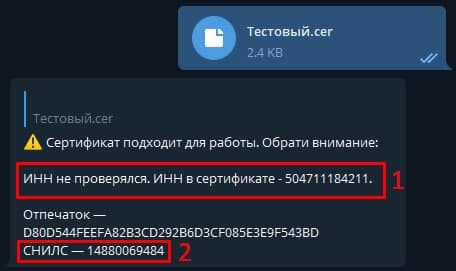 Тестовый.cer
2.4 KB
Тестовый.cer
⚠️ Сертификат подходит для работы. Обрати внимание:
ИНН не проверялся. ИНН в сертификате - 504711184211.
1
Отпечаток —
D80D544FEEFA82B3CD292B6D3CF085E3E9F543BD
СНИЛС — 14880069484
2